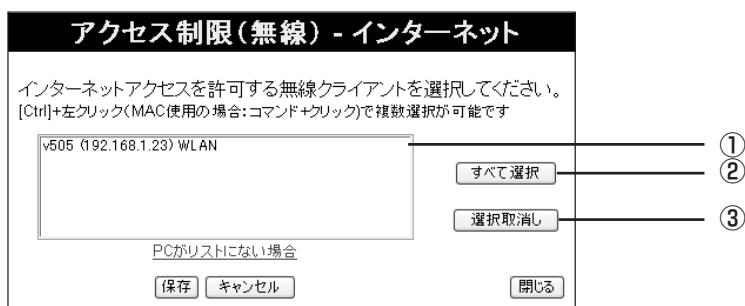 アクセス制限(無線) - インターネット
インターネットアクセスを許可する無線クライアントを選択してください。
[Ctrl]+左クリック(MAC使用の場合:コマンド+クリック)で複数選択が可能です
v505 (192.168.1.23) WLAN
①
すべて選択
②
選択取消し
③
PCがリストにない場合
保存 キャンセル 閉じる